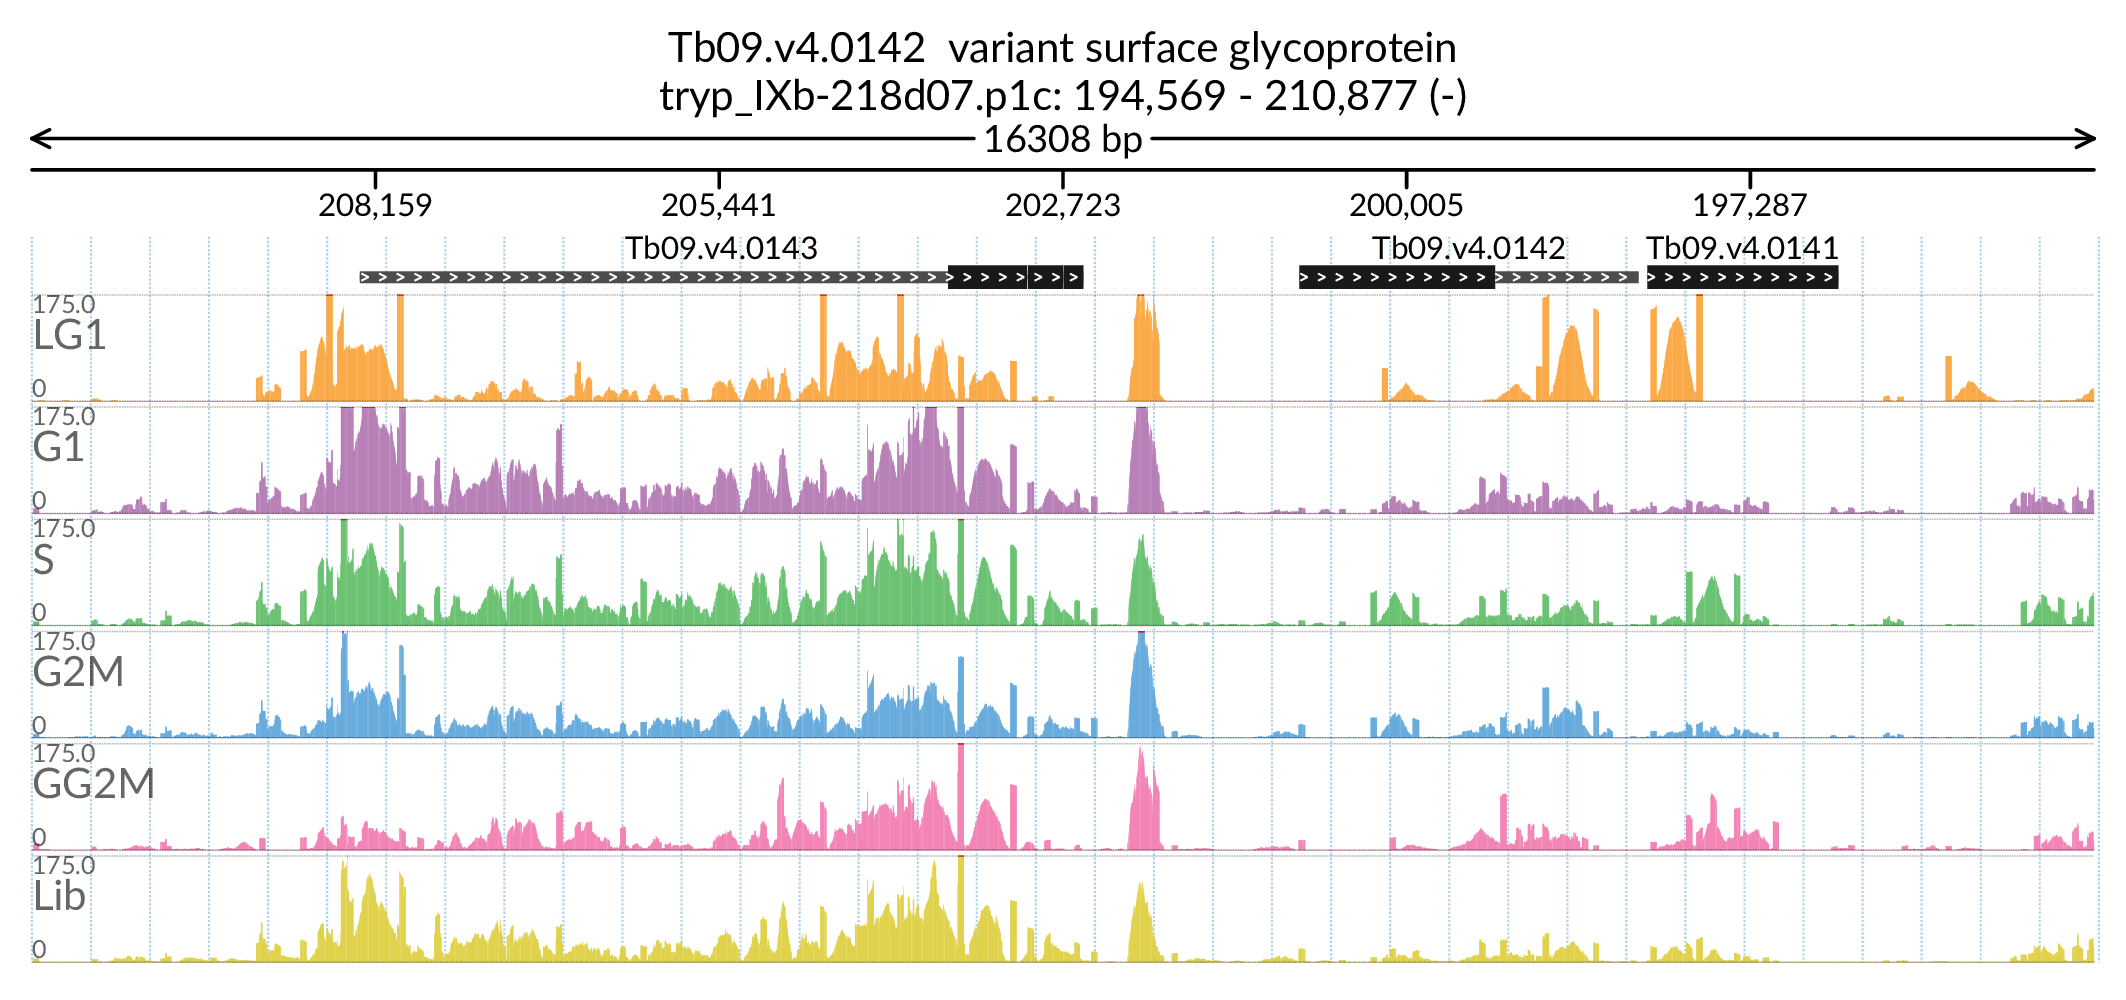 Tb09.v4.0142 variant surface glycoprotein
tryp_IXb-218d07.p1c: 194,569 - 210,877 (-)
16308 bp
208,159 205,441 202,723 200,005 197,287
Tb09.v4.0143 Tb09.v4.0142 Tb09.v4.0141
175.0
LG1
0
175.0
G1
0
175.0
S
0
175.0
G2M
0
175.0
GG2M
0
175.0
Lib
0